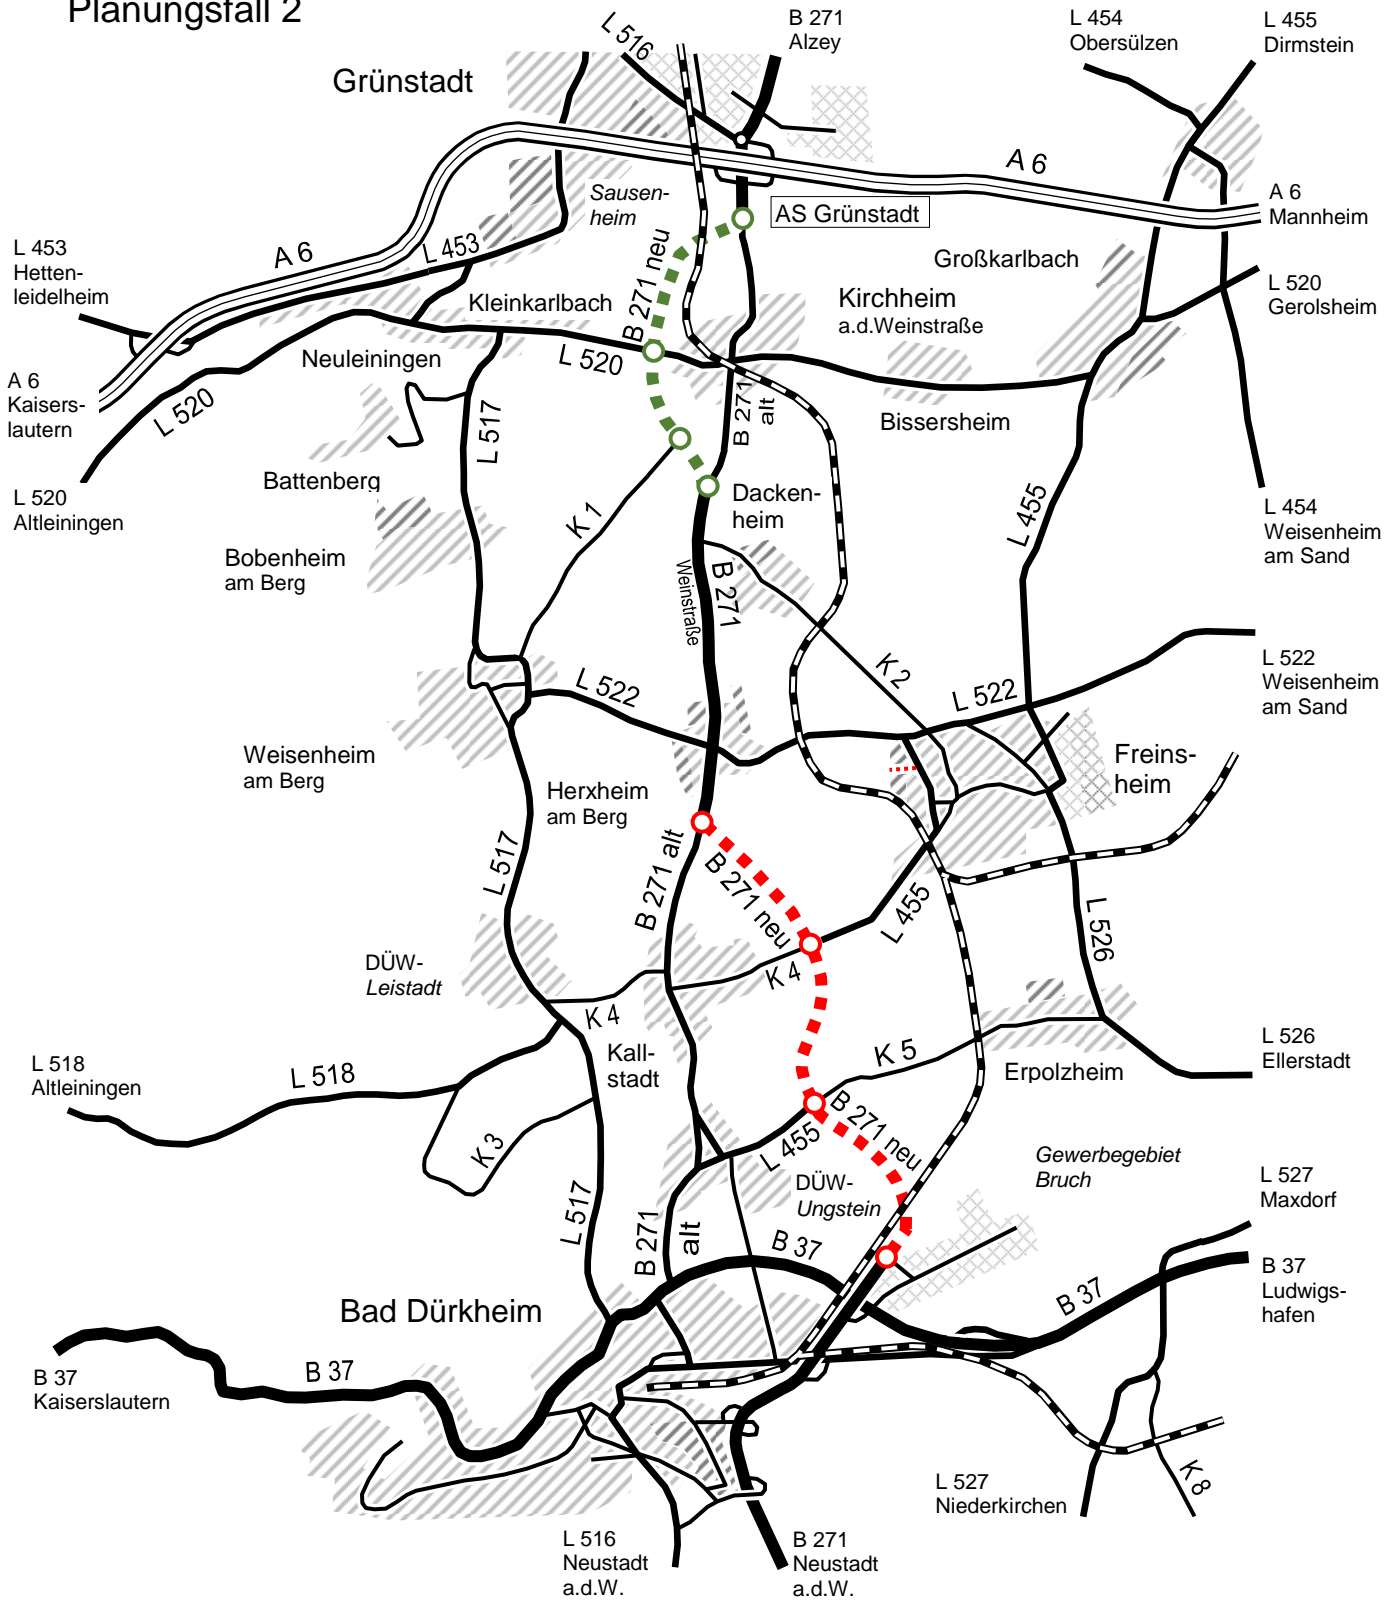 Planungsfall 2
L 516
B 271
Alzey
L 454
Obersülzen
L 455
Dirmstein
Grünstadt
A 6
Sausen-
heim
AS Grünstadt
A 6
Mannheim
L 453
Hetten-
leidelheim
A 6
L 453
B 271 neu
Großkarlbach
Kleinkarlbach
Kirchheim
a.d.Weinstraße
L 520
Gerolsheim
Neuleiningen
L 520
A 6
Kaisers-
lautern
L 520
L 517
B 271
alt
Bissersheim
Battenberg
L 520
Altleiningen
K 1
Dacken-
heim
L 455
L 454
Weisenheim
am Sand
Bobenheim
am Berg
Weinstraße
B 271
K 2
L 522
L 522
L 522
Weisenheim
am Sand
Weisenheim
am Berg
Freins-
heim
Herxheim
am Berg
L 517
B 271 alt
B 271 neu
L 455
L 526
DÜW-
Leistadt
K 4
K 4
Kall-
stadt
K 5
Erpolzheim
L 526
Ellerstadt
L 518
Altleiningen
L 518
K 3
L 455
B 271 neu
Gewerbegebiet
Bruch
DÜW-
Ungstein
L 527
Maxdorf
L 517
B 271
alt
B 37
B 37
B 37
Ludwigs-
hafen
Bad Dürkheim
B 37
Kaiserslautern
B 37
L 527
Niederkirchen
K 8
L 516
Neustadt
a.d.W.
B 271
Neustadt
a.d.W.